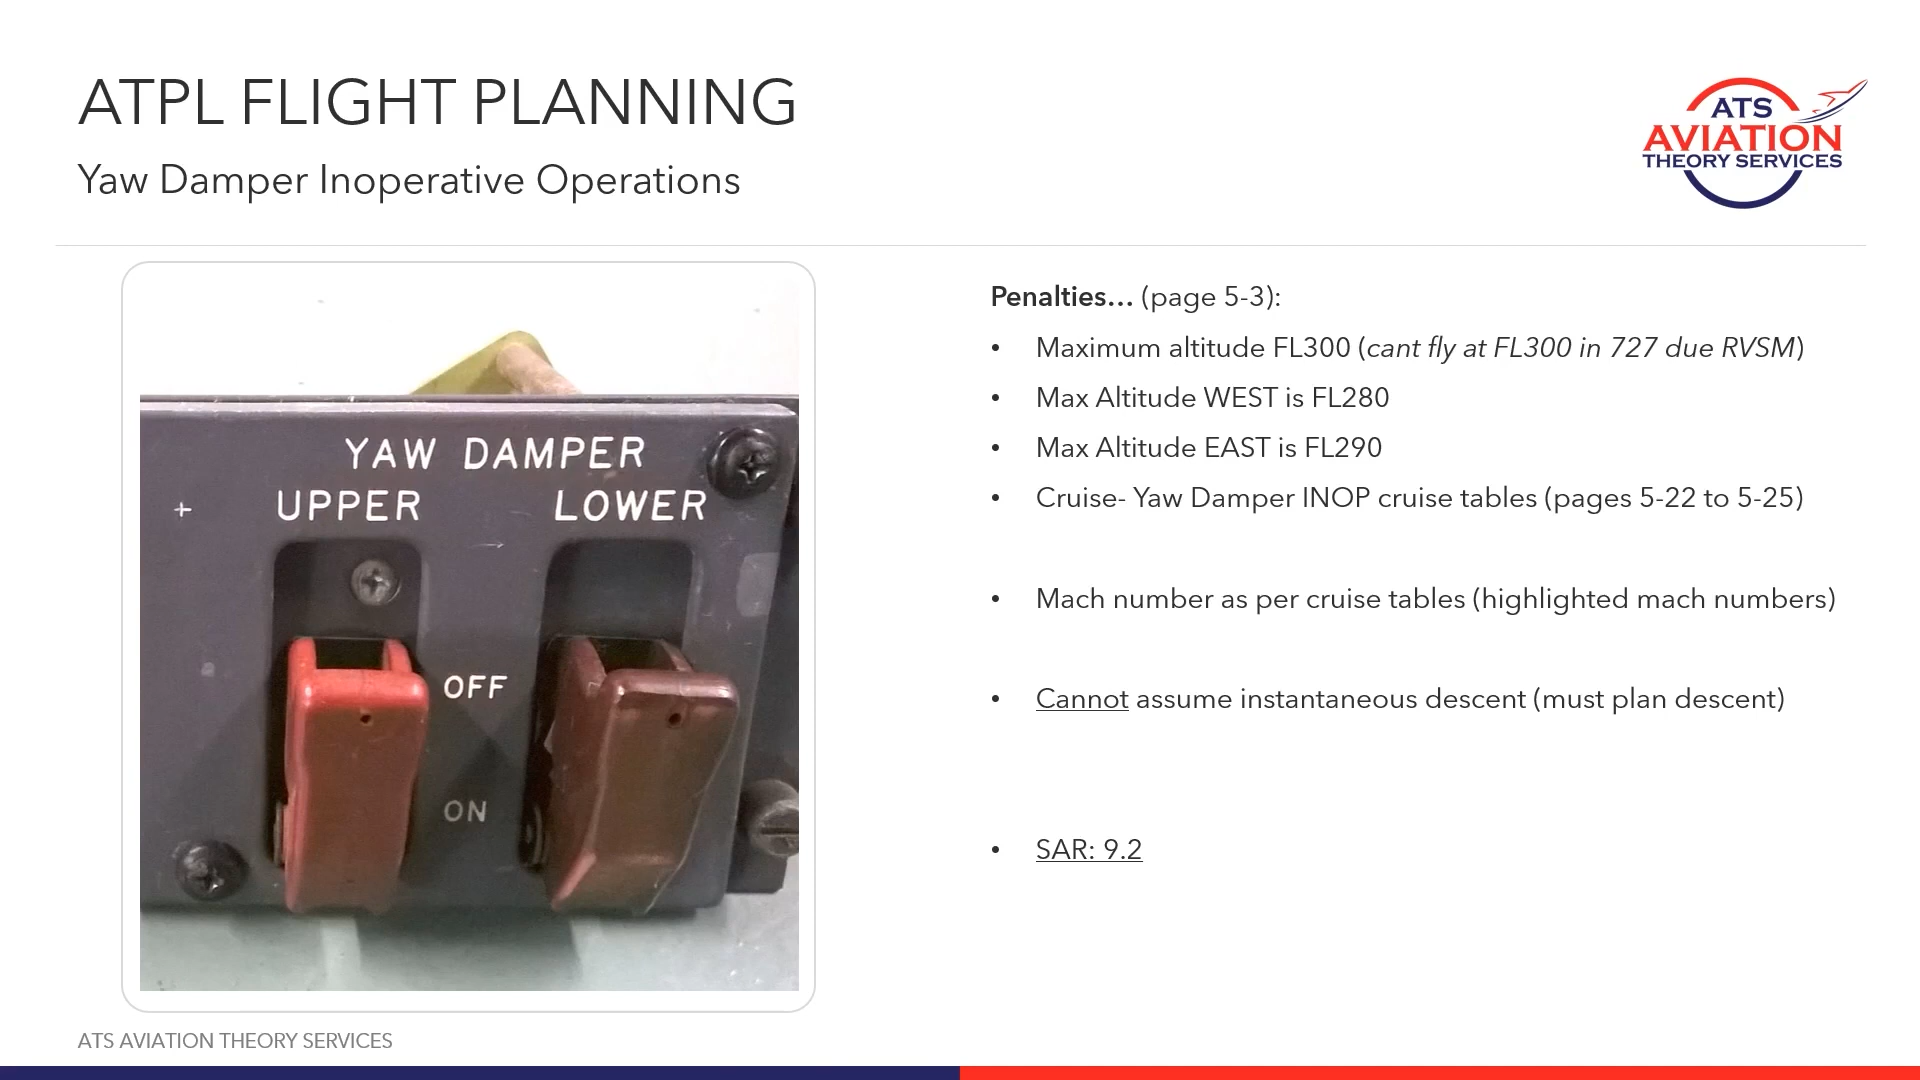 ATPL FLIGHT PLANNING
Yaw Damper Inoperative Operations
ATS
AVIATION
THEORY SERVICES
YAW DAMPER
UPPER LOWER
OFF
ON
Penalties… (page 5-3):
• Maximum altitude FL300 (cant fly at FL300 in 727 due RVSM)
• Max Altitude WEST is FL280
• Max Altitude EAST is FL290
• Cruise- Yaw Damper INOP cruise tables (pages 5-22 to 5-25)
• Mach number as per cruise tables (highlighted mach numbers)
• Cannot assume instantaneous descent (must plan descent)
• SAR: 9.2
ATS AVIATION THEORY SERVICES